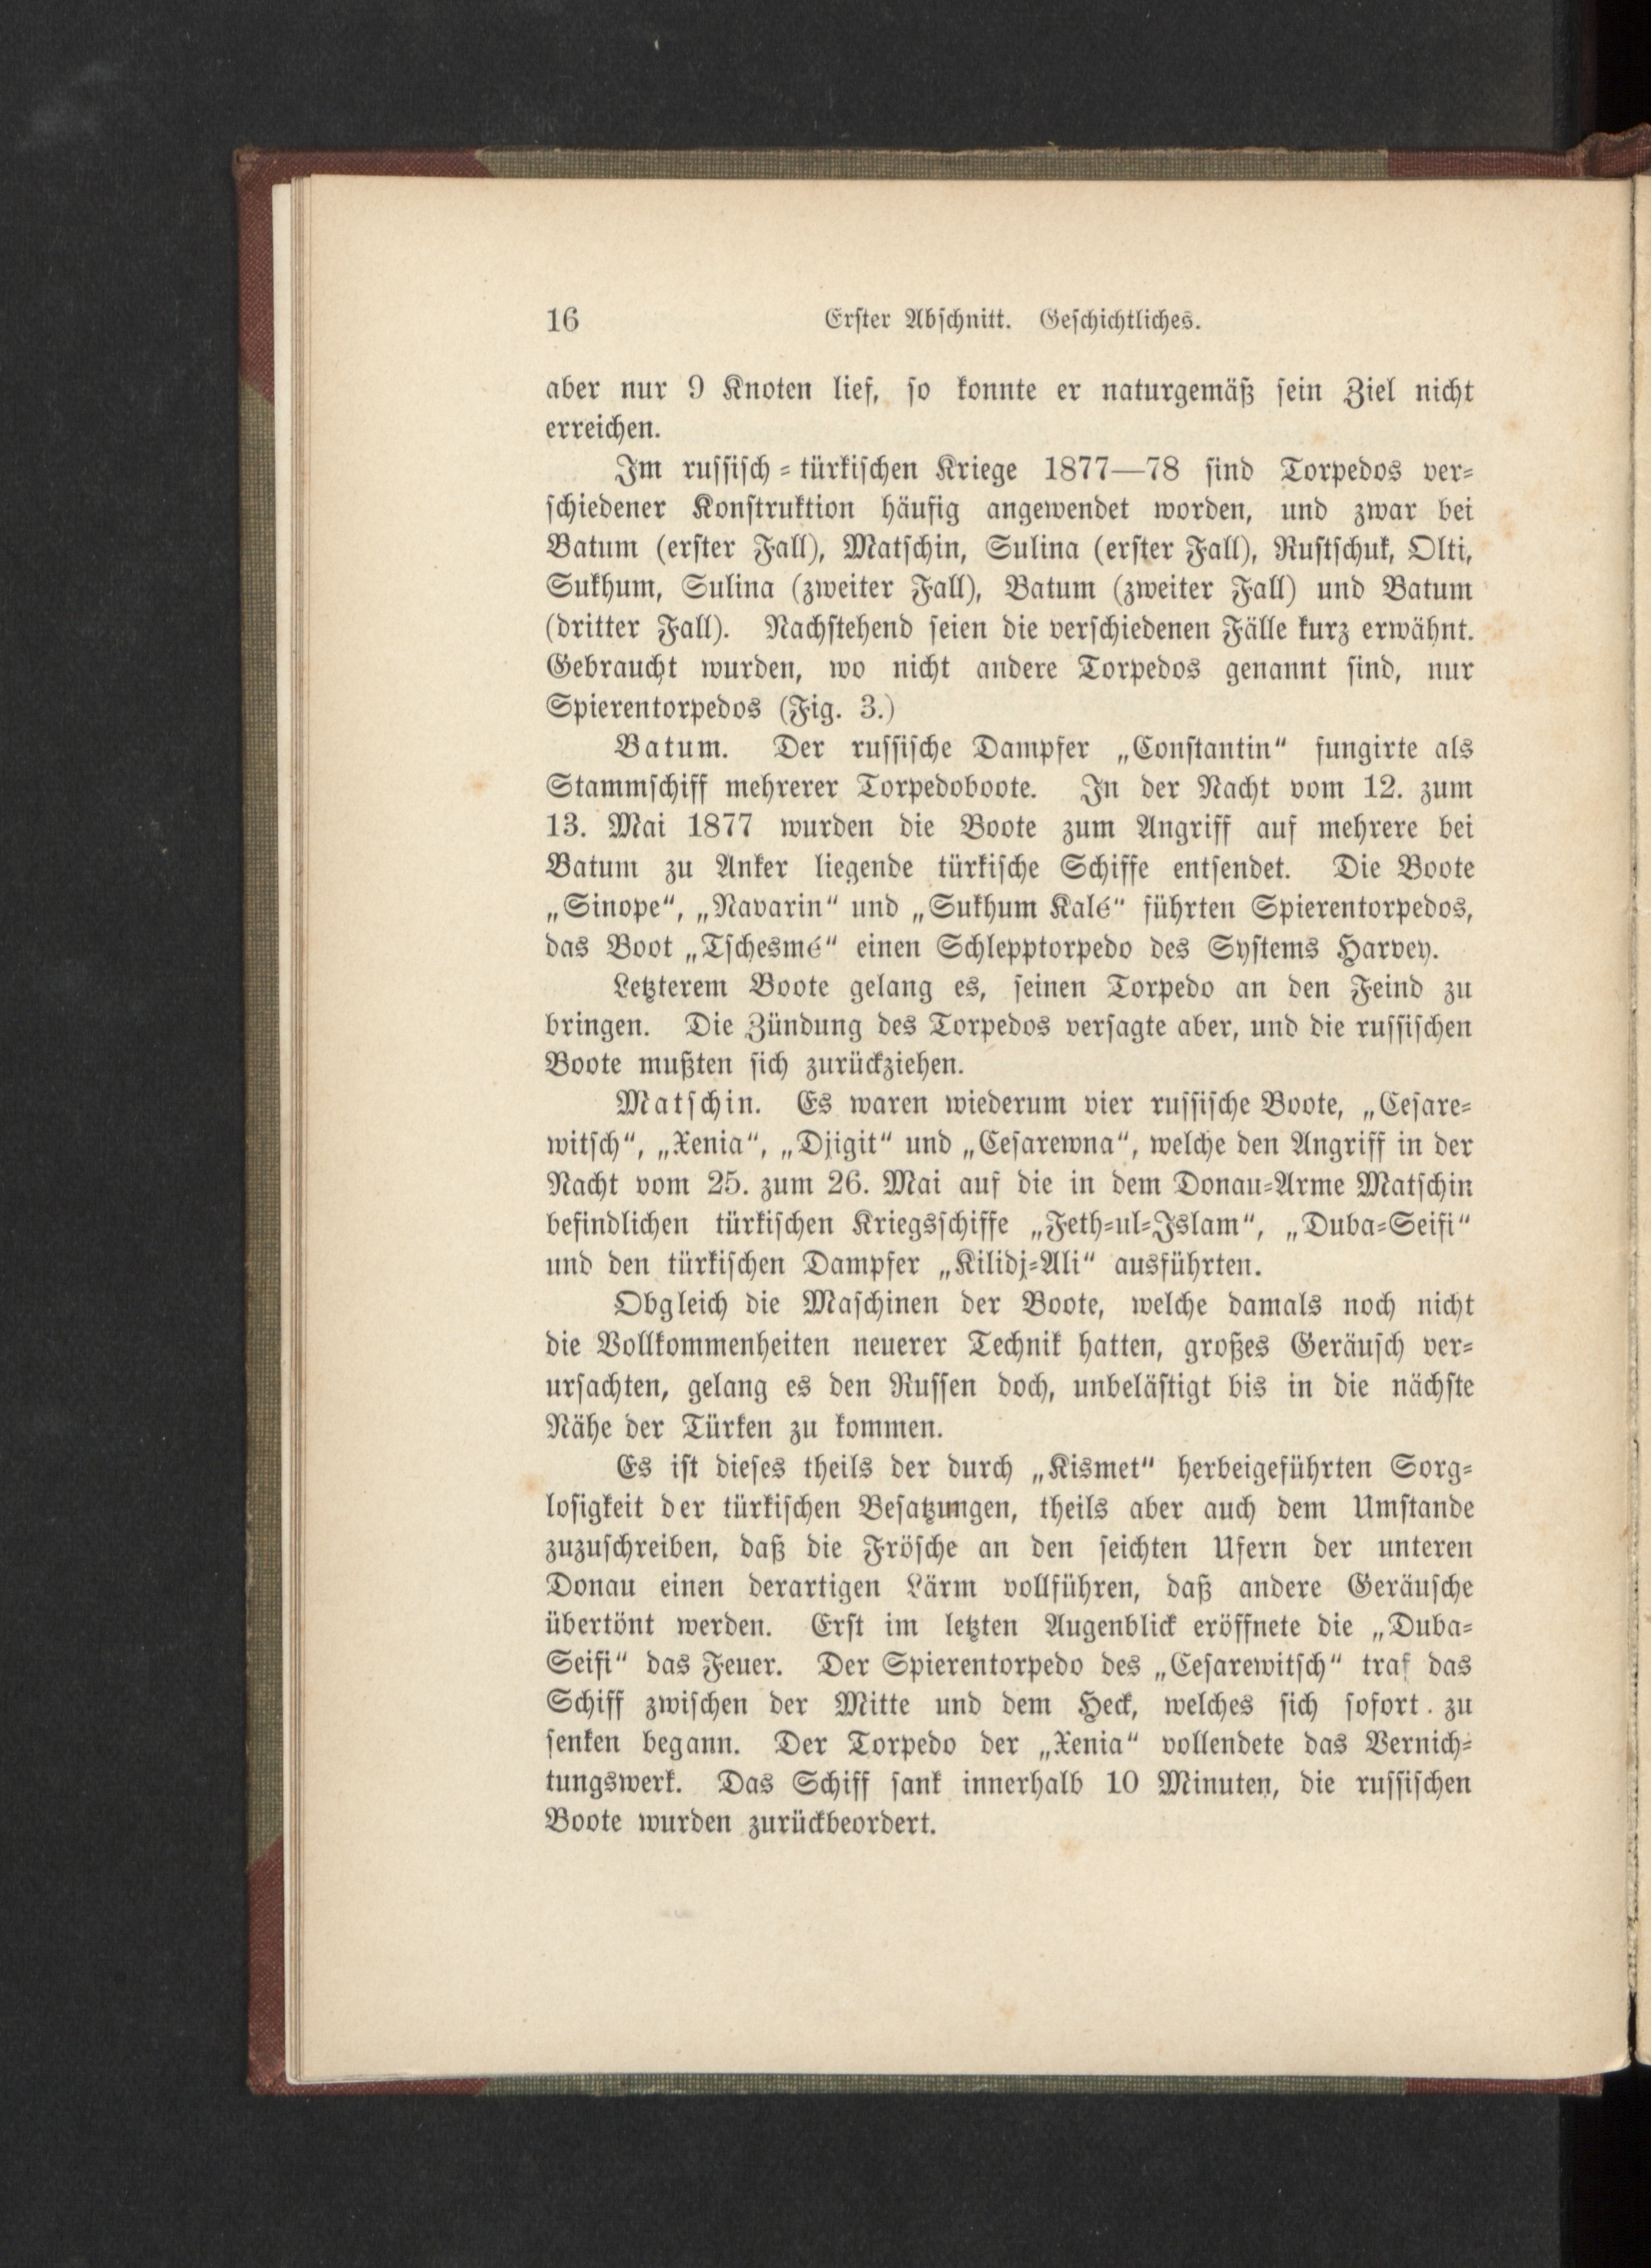 16 Erster Abschnitt. Geschichtliches.
aber nur 9 Knoten lief, so konnte er naturgemäß sein Ziel nicht
erreichen.
Im russisch-türkischen Kriege 1877—78 sind Torpedos ver-
schiedener Konstruktion häufig angewendet worden, und zwar bei
Batum (erster Fall), Matschin, Sulina (erster Fall), Rustschuk, Olti,
Sukhum, Sulina (zweiter Fall), Batum (zweiter Fall) und Batum
(dritter Fall). Nachstehend seien die verschiedenen Fälle kurz erwähnt.
Gebraucht wurden, wo nicht andere Torpedos genannt sind, nur
Spierentorpedos (Fig. 3.)
Batum. Der russische Dampfer „Constantin“ fungirte als
Stammschiff mehrerer Torpedoboote. In der Nacht vom 12. zum
13. Mai 1877 wurden die Boote zum Angriff auf mehrere bei
Batum zu Anker liegende türkische Schiffe entsendet. Die Boote
„Sinope“, „Navarin“ und „Sukhum Kalé“ führten Spierentorpedos,
das Boot „Tschesmé“ einen Schlepptorpedo des Systems Harvey.
Letzterem Boote gelang es, seinen Torpedo an den Feind zu
bringen. Die Zündung des Torpedos versagte aber, und die russischen
Boote mußten sich zurückziehen.
Matschin. Es waren wiederum vier russische Boote, „Cesare-
witsch“, „Xenia“, „Djigit“ und „Cesarewna“, welche den Angriff in der
Nacht vom 25. zum 26. Mai auf die in dem Donau-Arme Matschin
befindlichen türkischen Kriegsschiffe „Feth-ul-Islam“, „Duba-Seifi“
und den türkischen Dampfer „Kilidj-Ali“ ausführten.
Obgleich die Maschinen der Boote, welche damals noch nicht
die Vollkommenheiten neuerer Technik hatten, großes Geräusch ver-
ursachten, gelang es den Russen doch, unbelästigt bis in die nächste
Nähe der Türken zu kommen.
Es ist dieses theils der durch „Kismet“ herbeigeführten Sorg-
losigkeit der türkischen Besatzungen, theils aber auch dem Umstande
zuzuschreiben, daß die Frösche an den seichten Ufern der unteren
Donau einen derartigen Lärm vollführen, daß andere Geräusche
übertönt werden. Erst im letzten Augenblick eröffnete die „Duba-
Seifi“ das Feuer. Der Spierentorpedo des „Cesarewitsch“ traf das
Schiff zwischen der Mitte und dem Heck, welches sich sofort zu
senken begann. Der Torpedo der „Xenia“ vollendete das Vernich-
tungswerk. Das Schiff sank innerhalb 10 Minuten, die russischen
Boote wurden zurückbeordert.